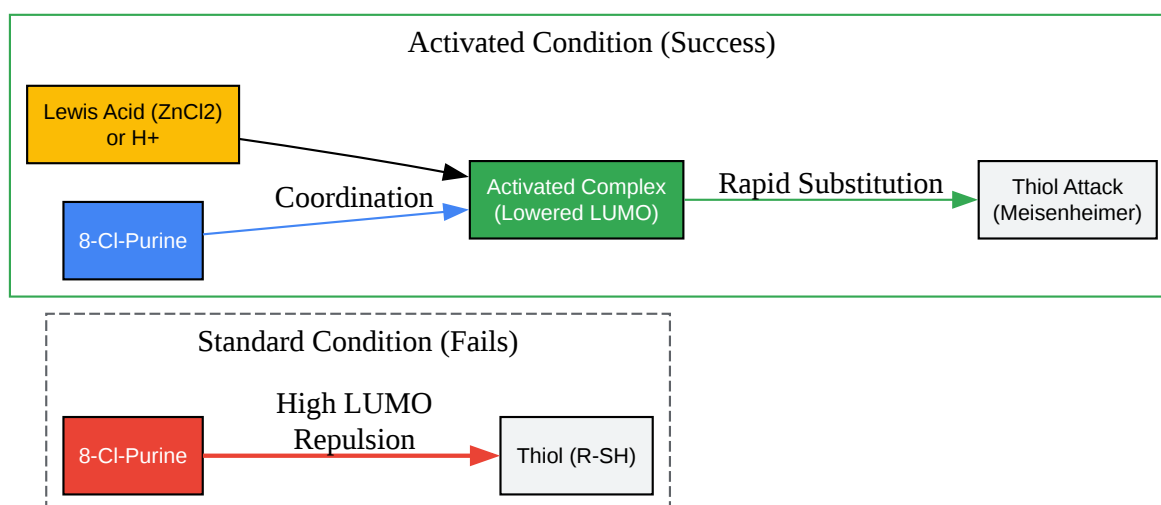 Activated Condition (Success)
Lewis Acid (ZnCl2)
or H+
Coordination
8-Cl-Purine
Activated Complex
(Lowered LUMO)
Rapid Substitution
Thiol Attack
(Meisenheimer)
Standard Condition (Fails)
8-Cl-Purine
High LUMO
Repulsion
Thiol (R-SH)